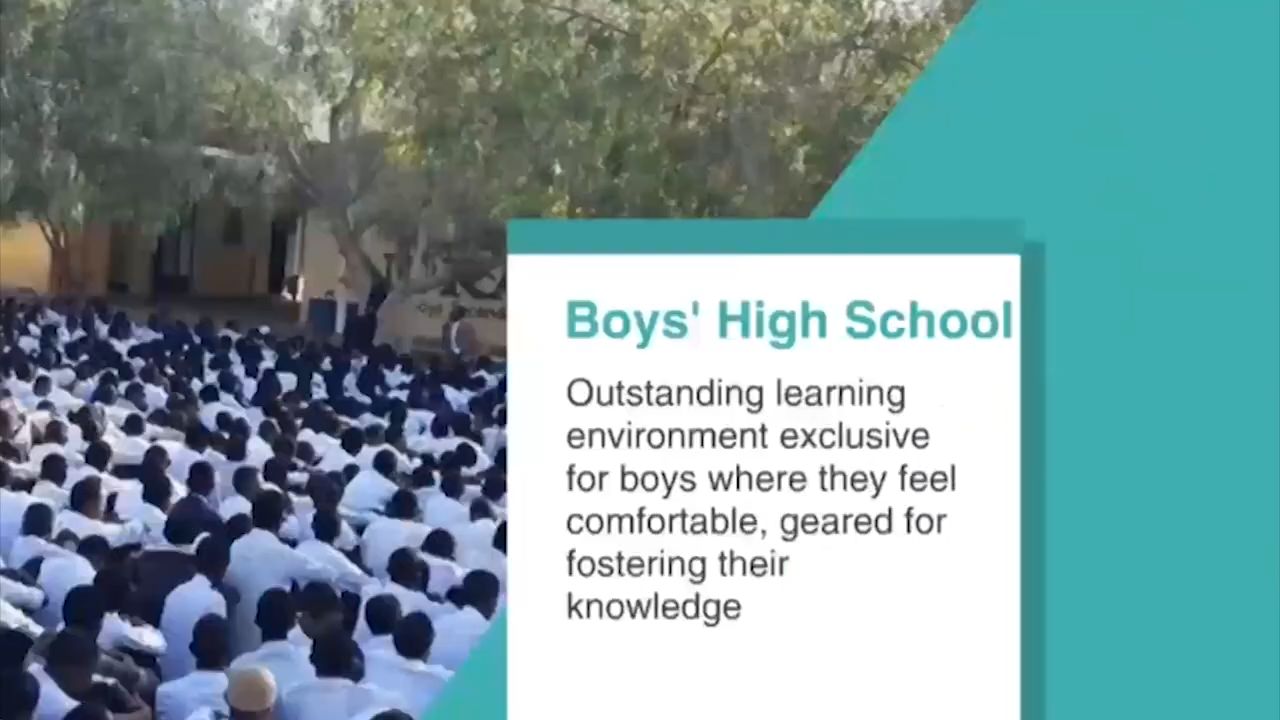 Boys' High School
Outstanding learning
environment exclusive
for boys where they feel
comfortable, geared for
fostering their
knowledge